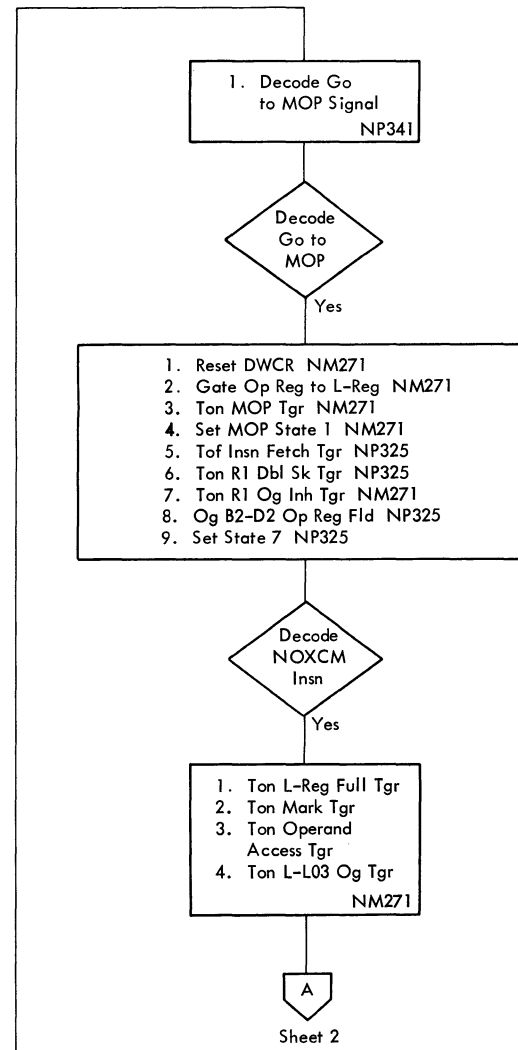 1. Decode Go
to MOP Signal
NP341
Decode
Go to
MOP
Yes
1. Reset DWCR NM271
2. Gate Op Reg to L-Reg NM271
3. Ton MOP Tgr NM271
4. Set MOP State 1 NM271
5. Tof Insn Fetch Tgr NP325
6. Ton R1 Dbl Sk Tgr NP325
7. Ton R1 Og Inh Tgr NM271
8. Og B2-D2 Op Reg Fld NP325
9. Set State 7 NP325
Decode
NOXCM
Insn
Yes
1. Ton L-Reg Full Tgr
2. Ton Mark Tgr
3. Ton Operand
Access Tgr
4. Ton L-L03 Og Tgr
NM271
A
Sheet 2